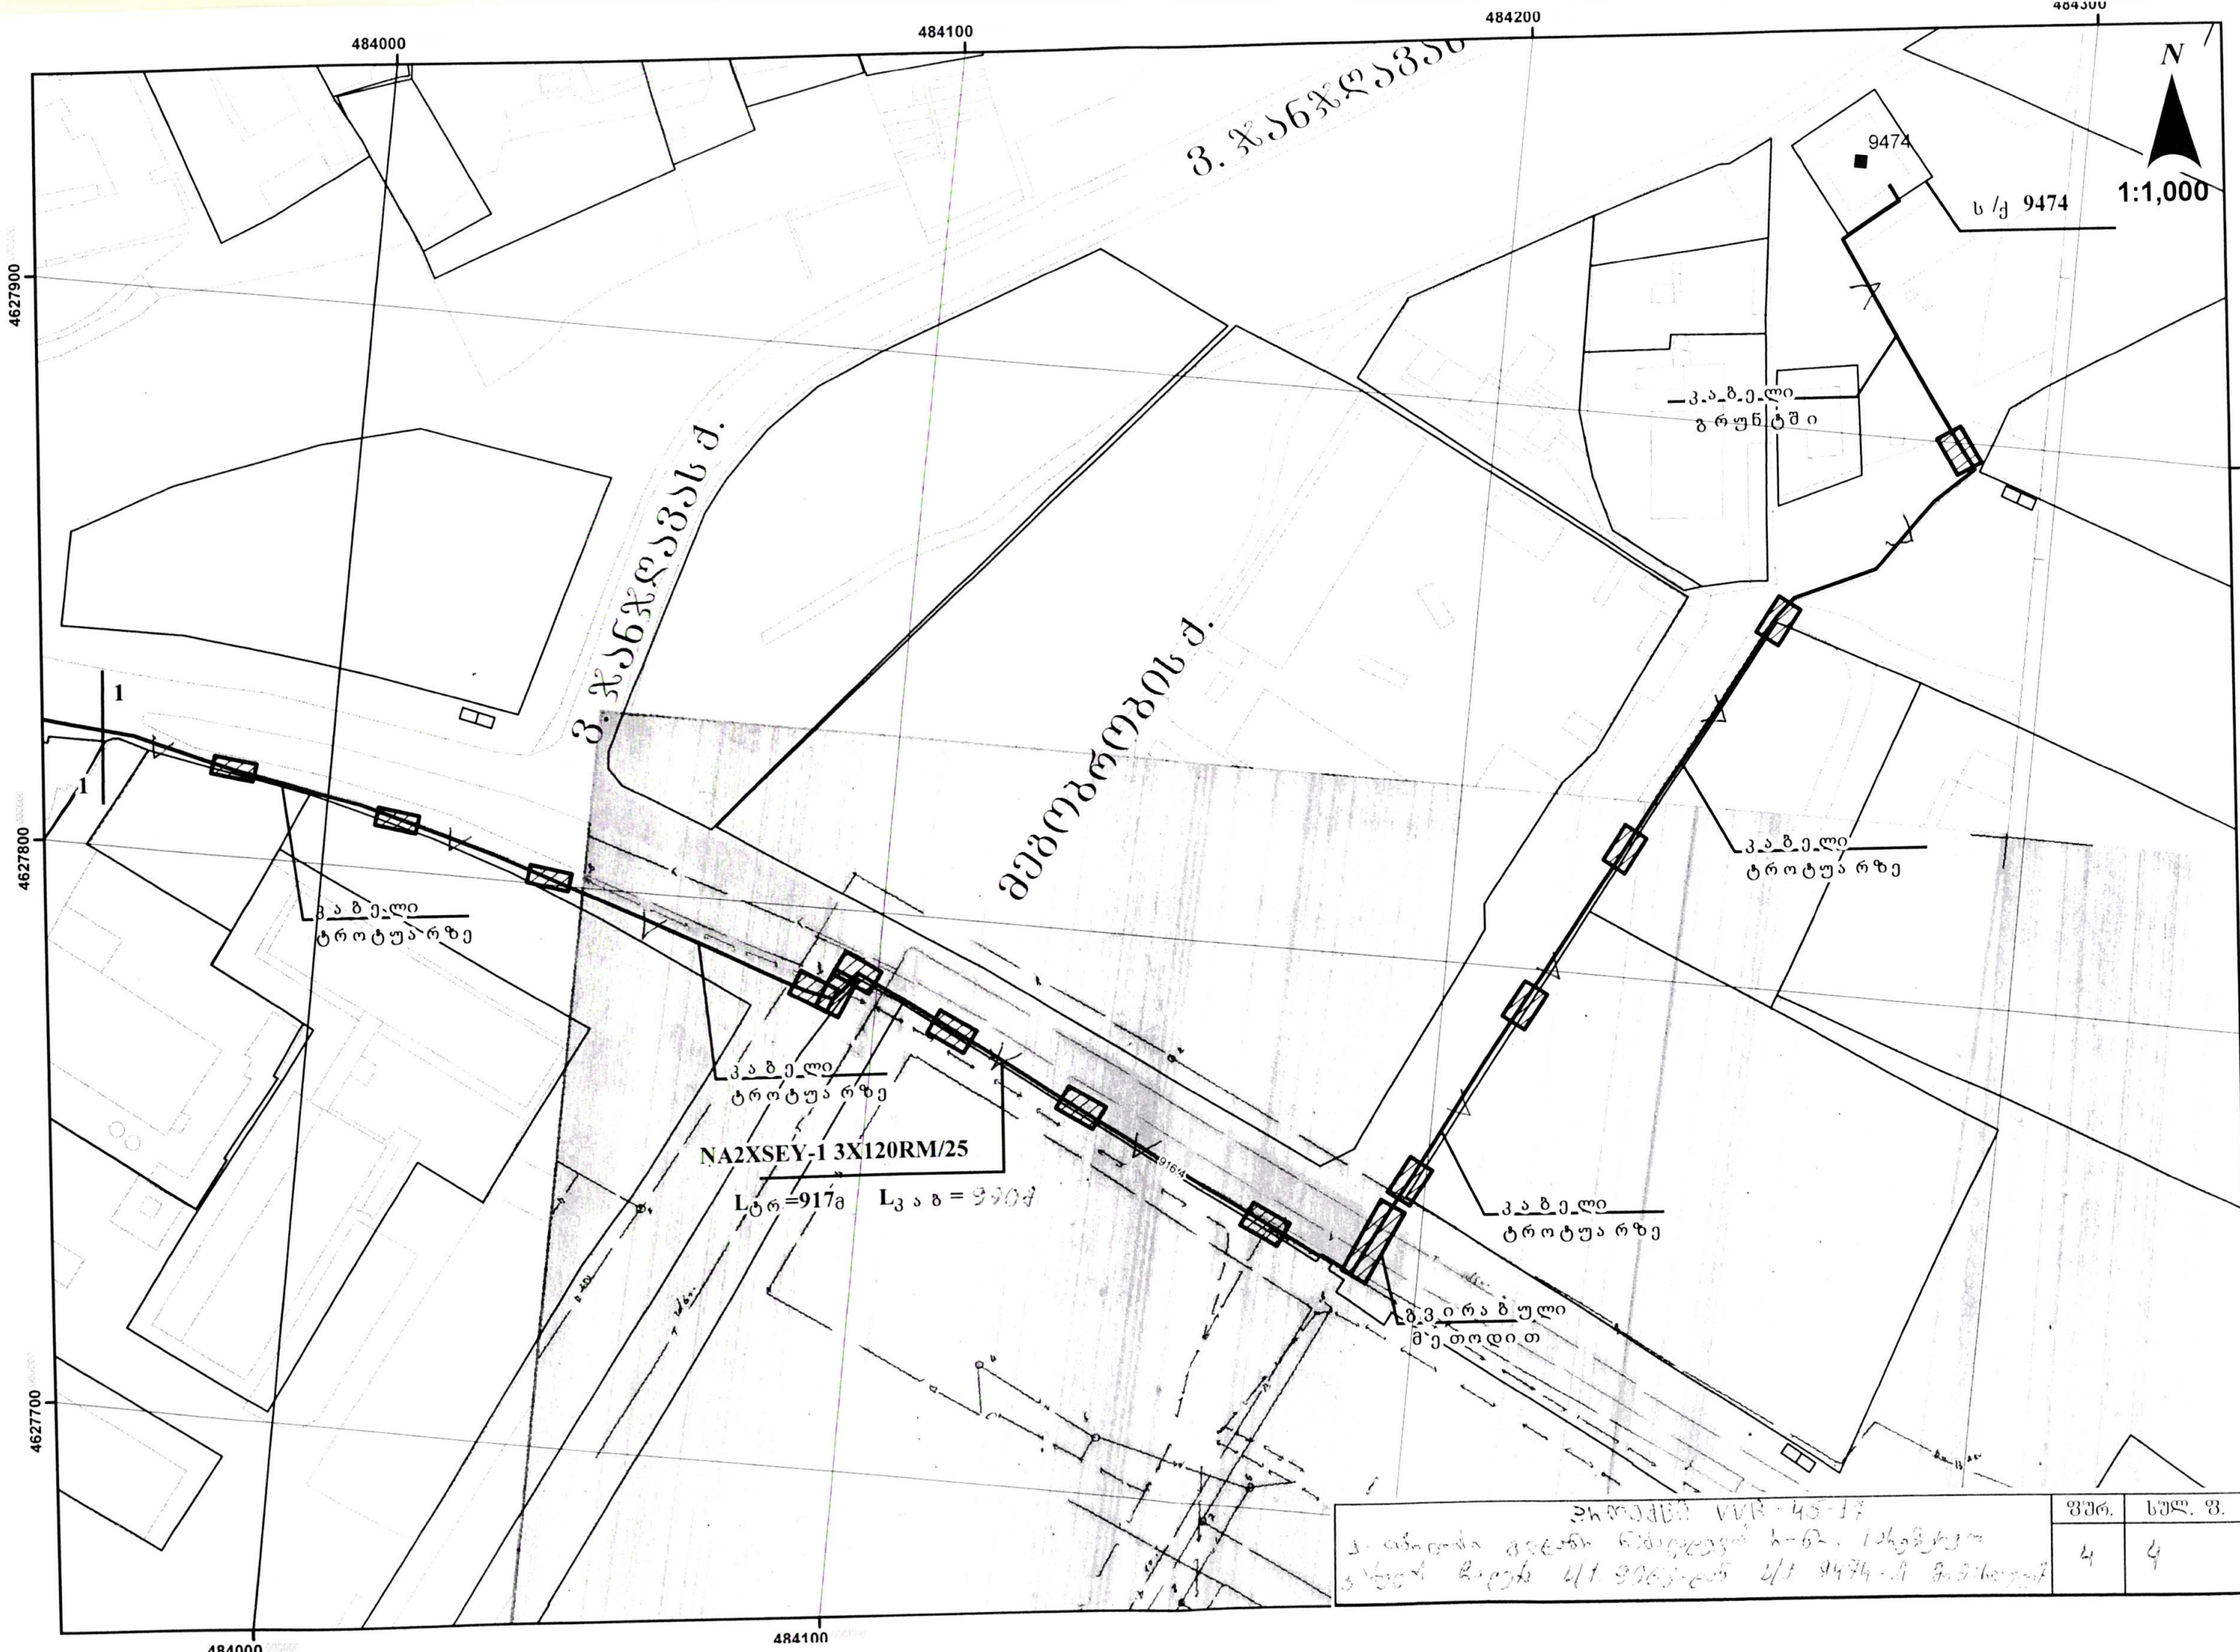 484000
484100
484200
484300
N
1:1,000
9474
ს/ქ 9474
4627900
კაბელი
გრუნტში
ვ. ჯანჯღავას ქ.
მეგობრობის ქ.
1
1
4627800
კაბელი
ტროტუარზე
კაბელი
ტროტუარზე
კაბელი
ტროტუარზე
NA2XSEY-1 3X120RM/25
Lტრ.=917მ Lკაბ =
კაბელი
ტროტუარზე
გვირაბული
მეთოდით
4627700
ფურ. სულ. ფ.
4 4
484000
484100